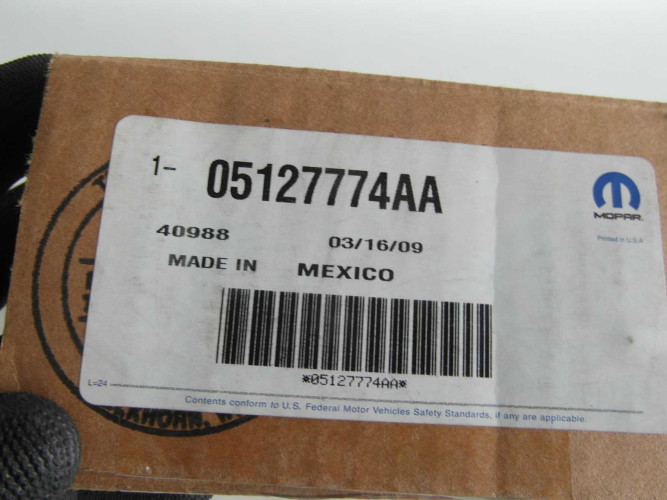 1- 05127774AA
MOPAR
40988 03/16/09
Printed in U.S.A
MADE IN MEXICO
*05127774AA*
L=24
Contents conform to U.S. Federal Motor Vehicles Safety Standards, if any are applicable.